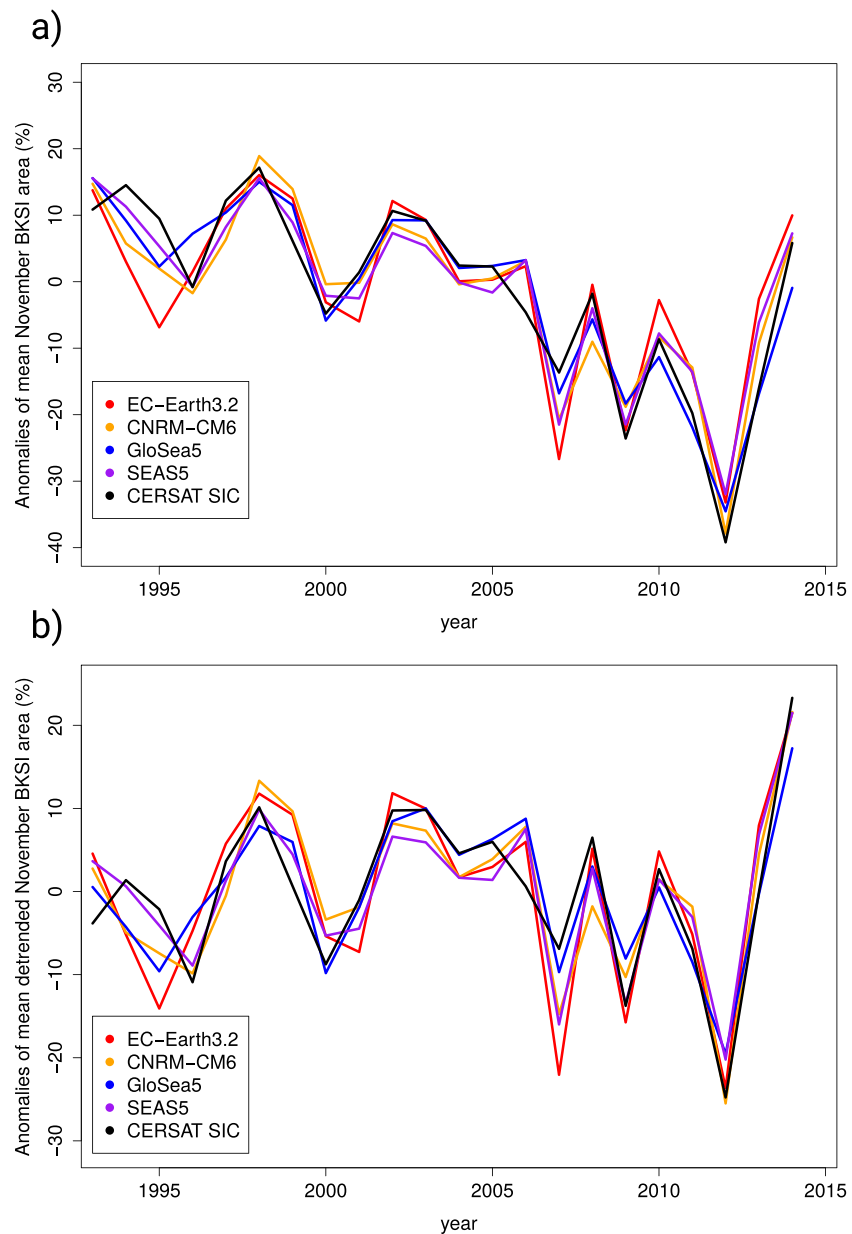 a)
Anomalies of mean November BKSI area (%)
30
20
10
0
−10
−20
−30
−40
EC−Earth3.2
CNRM−CM6
GloSea5
SEAS5
CERSAT SIC
1995 2000 2005 2010 2015
year
b)
Anomalies of mean detrended November BKSI area (%)
20
10
0
−10
−20
−30
EC−Earth3.2
CNRM−CM6
GloSea5
SEAS5
CERSAT SIC
1995 2000 2005 2010 2015
year